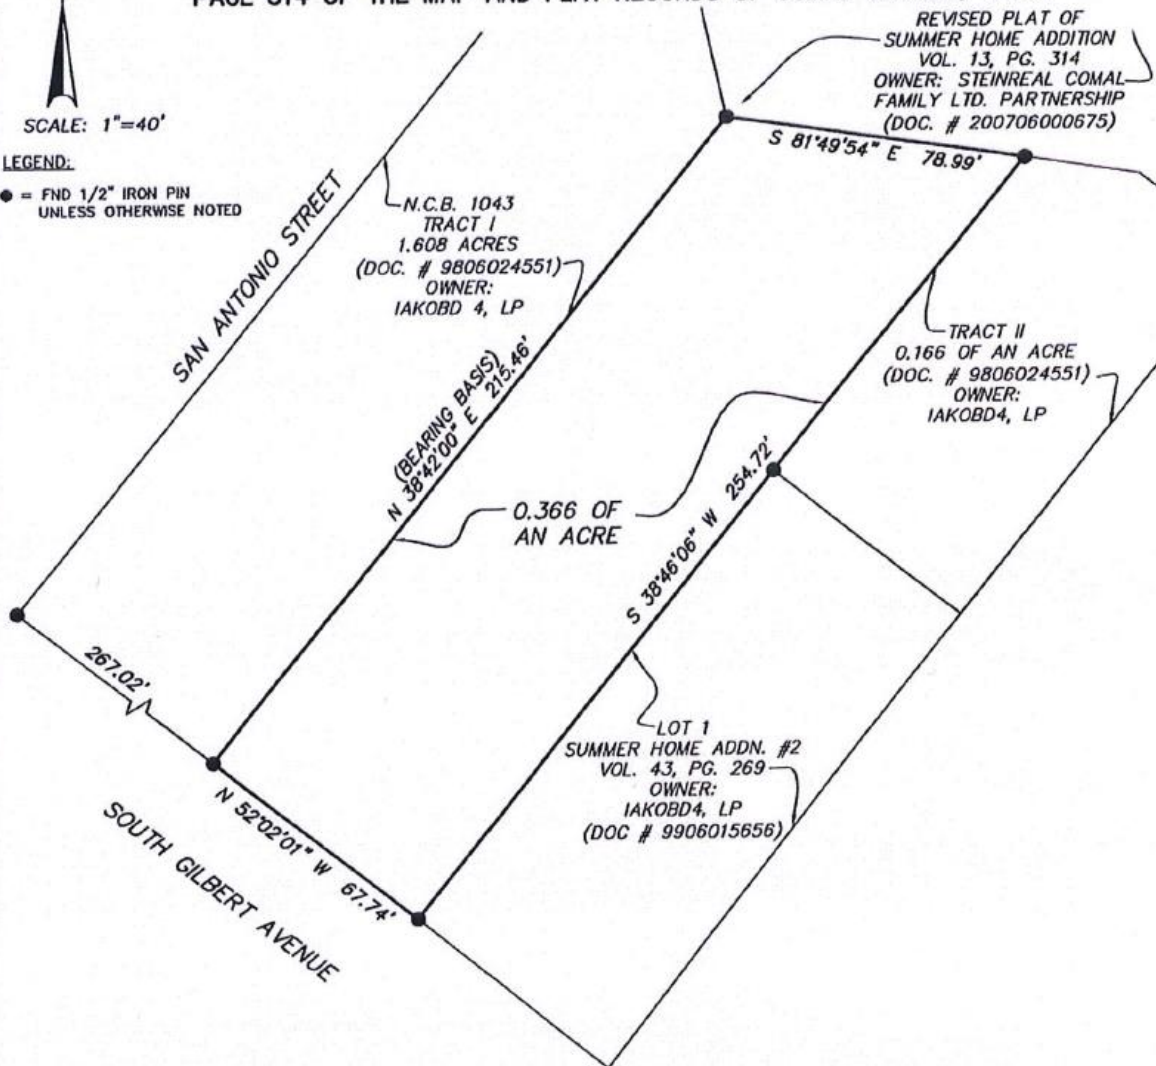 PAGE 314 OF THE MAP AND PLAT RECORDS OF
REVISED PLAT OF
SUMMER HOME ADDITION
VOL. 13, PG. 314
OWNER: STEINREAL COMAL
FAMILY LTD. PARTNERSHIP
(DOC. # 200706000675)
SCALE: 1"=40'
LEGEND:
● = FND 1/2" IRON PIN
UNLESS OTHERWISE NOTED
S 81°49'54" E 78.99'
SAN ANTONIO STREET
N.C.B. 1043
TRACT I
1.608 ACRES
(DOC. # 9806024551)
OWNER:
IAKOBD 4, LP
TRACT II
0.166 OF AN ACRE
(DOC. # 9806024551)
OWNER:
IAKOBD4, LP
(BEARING BASIS)
N 38°42'00" E 215.46'
0.366 OF
AN ACRE
S 38°46'06" W 254.72'
267.02'
LOT 1
SUMMER HOME ADDN. #2
VOL. 43, PG. 269
OWNER:
IAKOBD4, LP
(DOC # 9906015656)
N 52°02'01" W 67.74'
SOUTH GILBERT AVENUE